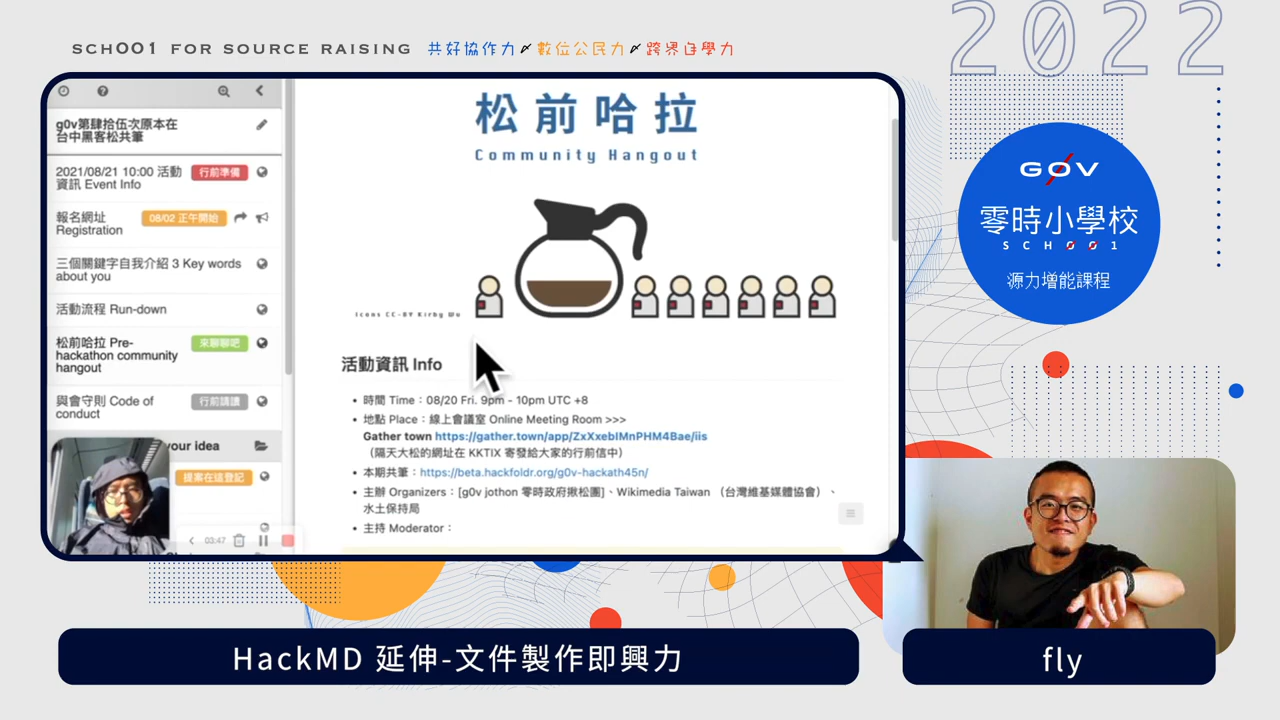 2022
SCHOO1 FOR SOURCE RAISING 共好協作力 數位公民力 跨界自學力
g0v第肆拾伍次原本在
台中黑客松共筆
2021/08/21 10:00 活動
資訊 Event Info
行前準備
報名網址
Registration
08/02 正午開始
三個關鍵字自我介紹 3 Key words
about you
活動流程 Run-down
松前哈拉 Pre-
hackathon community
hangout
來聊聊吧
與會守則 Code of
conduct
行前請讀
your idea
提案在這登記
03:47
松前哈拉
Community Hangout
Icons CC-BY Kirby Wu
活動資訊 Info
• 時間 Time：08/20 Fri. 9pm - 10pm UTC +8
• 地點 Place：線上會議室 Online Meeting Room >>>
Gather town https://gather.town/app/ZxXxebIMnPHM4Bae/iis
（隔天大松的網址在 KKTIX 寄發給大家的行前信中）
• 本期共筆：https://beta.hackfoldr.org/g0v-hackath45n/
• 主辦 Organizers：[g0v jothon 零時政府揪松團]、Wikimedia Taiwan （台灣維基媒體協會）、
水土保持局
• 主持 Moderator：
G0V
零時小學校
SCH001
源力增能課程
HackMD 延伸-文件製作即興力
fly